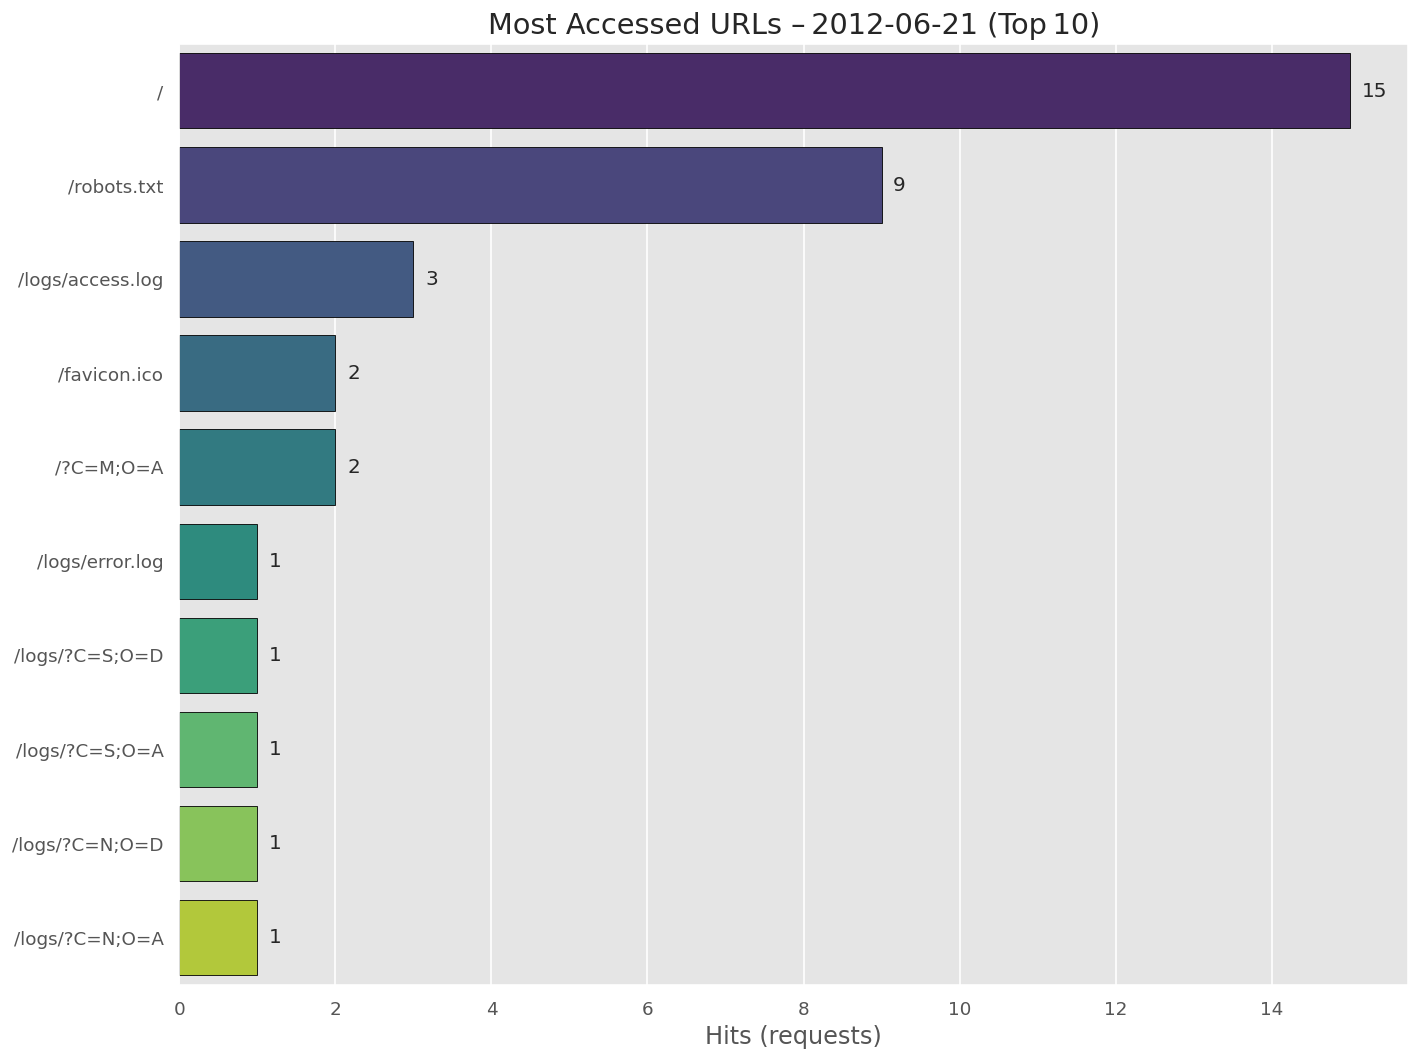 Most Accessed URLs – 2012-06-21 (Top 10)
/ 15
/robots.txt 9
/logs/access.log 3
/favicon.ico 2
/?C=M;O=A 2
/logs/error.log 1
/logs/?C=S;O=D 1
/logs/?C=S;O=A 1
/logs/?C=N;O=D 1
/logs/?C=N;O=A 1
0 2 4 6 8 10 12 14
Hits (requests)